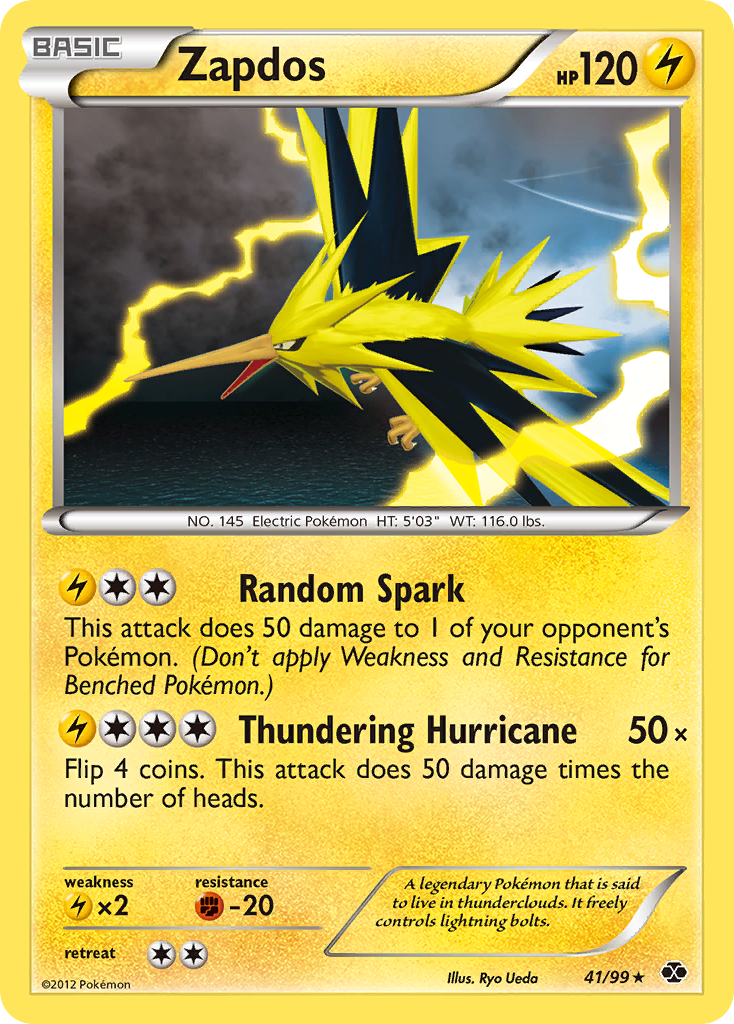 BASIC
Zapdos
HP120
NO. 145 Electric Pokémon HT: 5'03" WT: 116.0 lbs.
Random Spark
This attack does 50 damage to 1 of your opponent's
Pokémon. (Don't apply Weakness and Resistance for
Benched Pokémon.)
Thundering Hurricane 50×
Flip 4 coins. This attack does 50 damage times the
number of heads.
weakness resistance
×2 -20
A legendary Pokémon that is said
to live in thunderclouds. It freely
controls lightning bolts.
retreat
©2012 Pokémon Illus. Ryo Ueda 41/99 ★